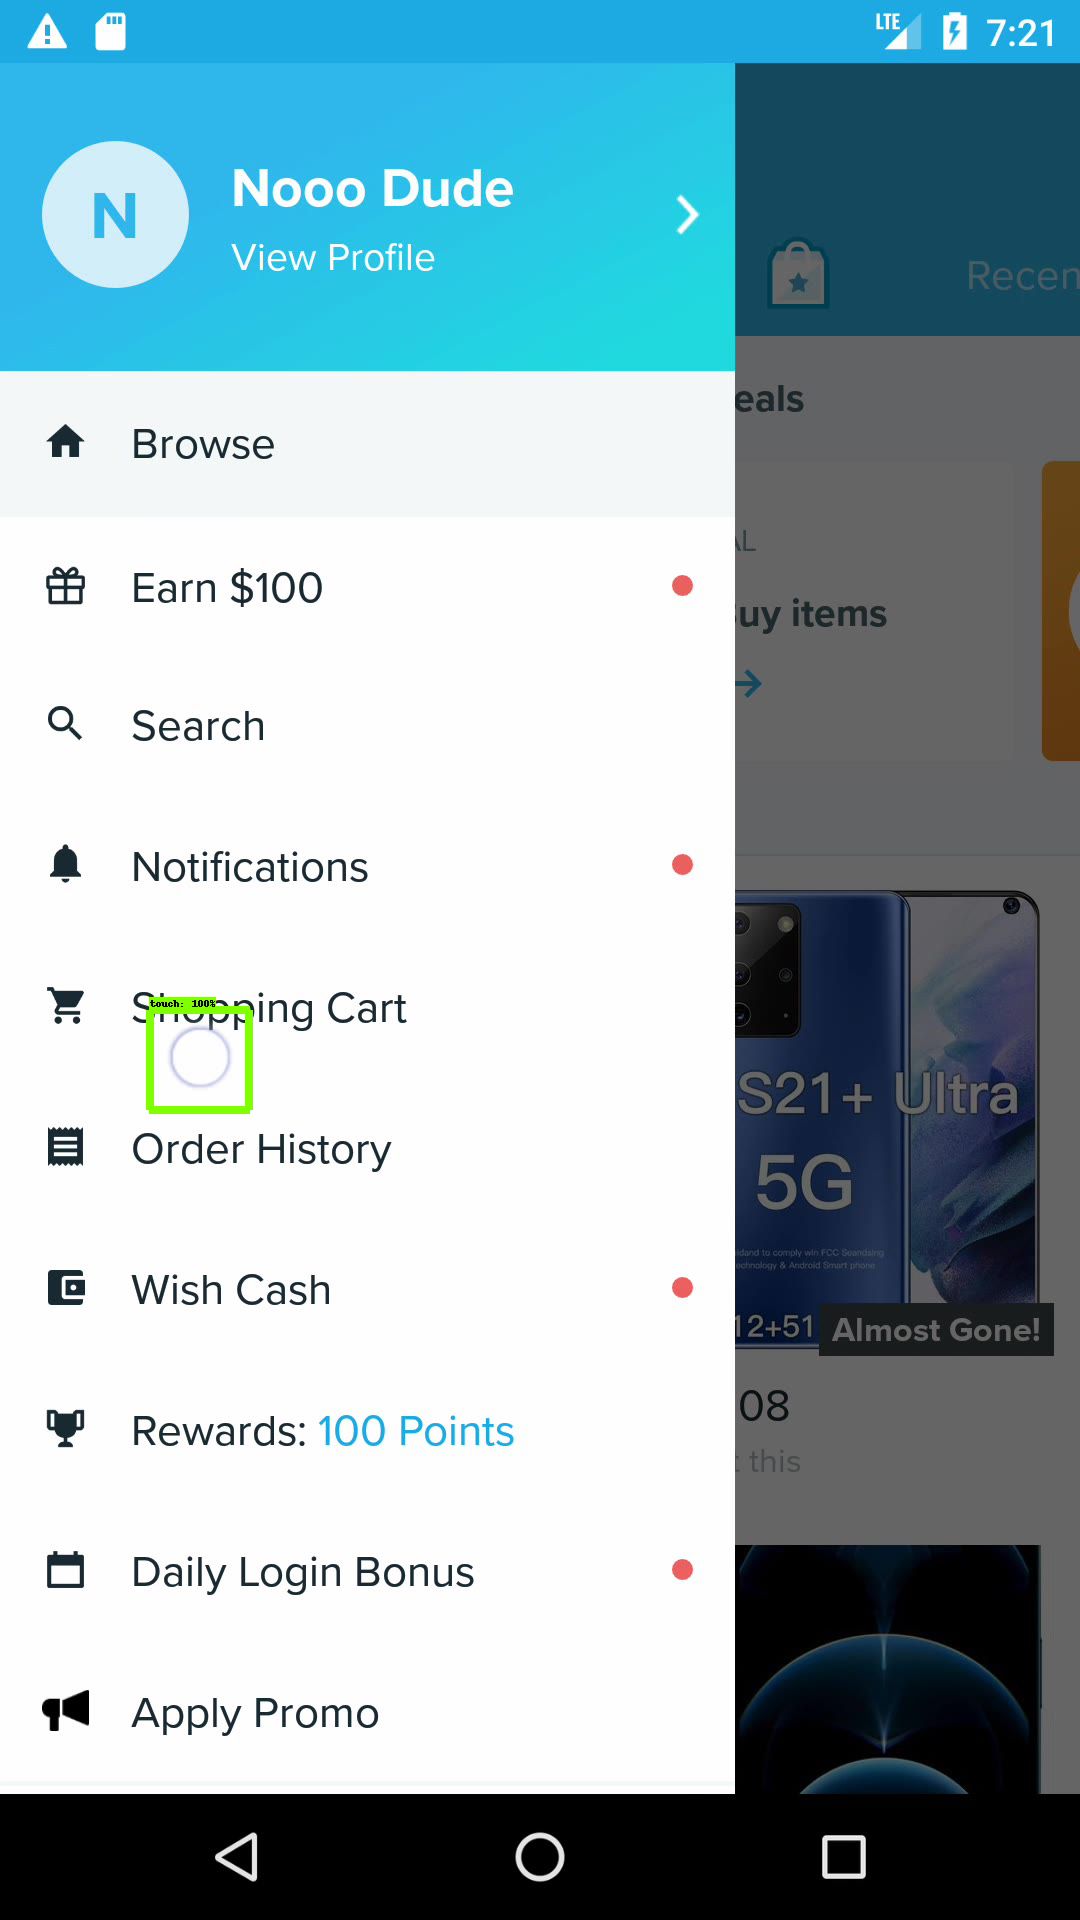 LTE 7:21
N
Nooo Dude
View Profile
Recen
eals
Browse
AL
Earn $100
uy items
Search
Notifications
touch: 100%
Shopping Cart
S21+ Ultra
Order History
5G
Wish Cash
12+51
Almost Gone!
08
Rewards: 100 Points
this
Daily Login Bonus
Apply Promo